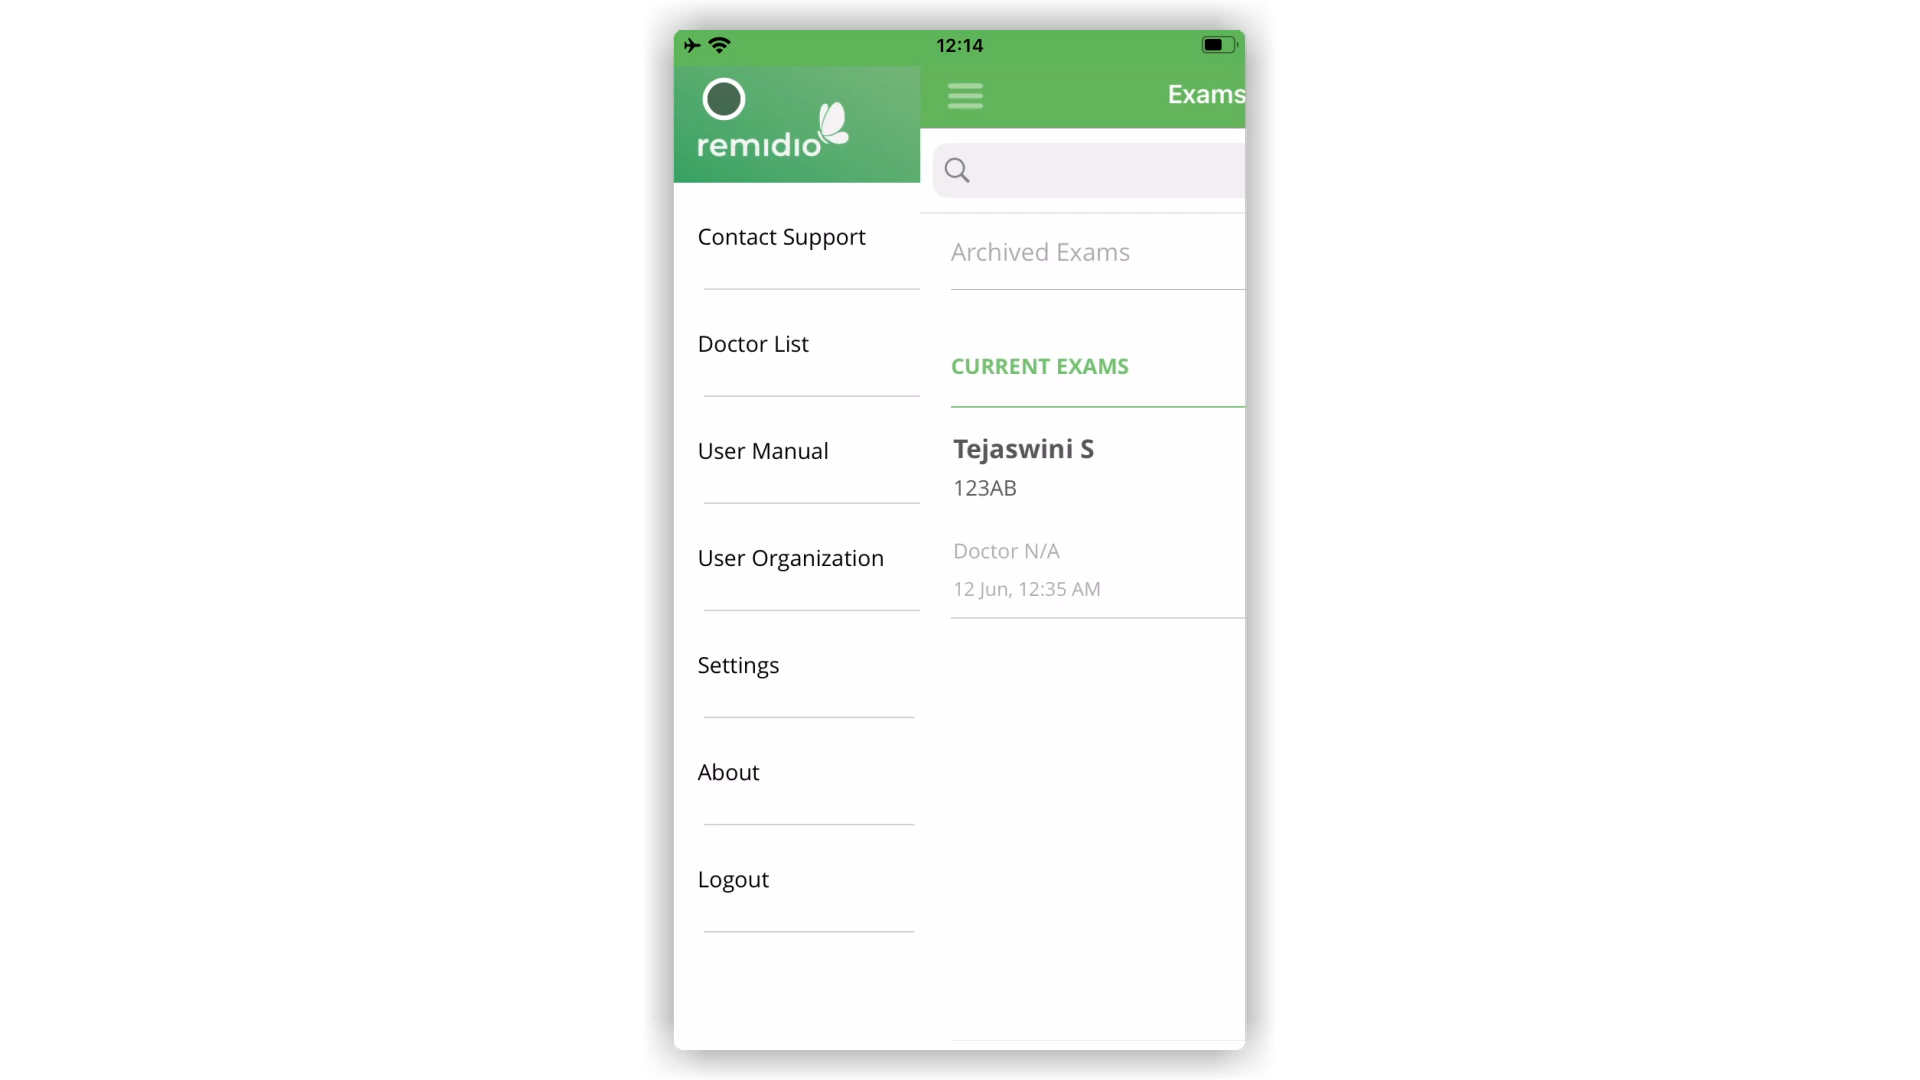 12:14
remidio
Contact Support
Doctor List
User Manual
User Organization
Settings
About
Logout
Exams
Archived Exams
CURRENT EXAMS
Tejaswini S
123AB
Doctor N/A
12 Jun, 12:35 AM